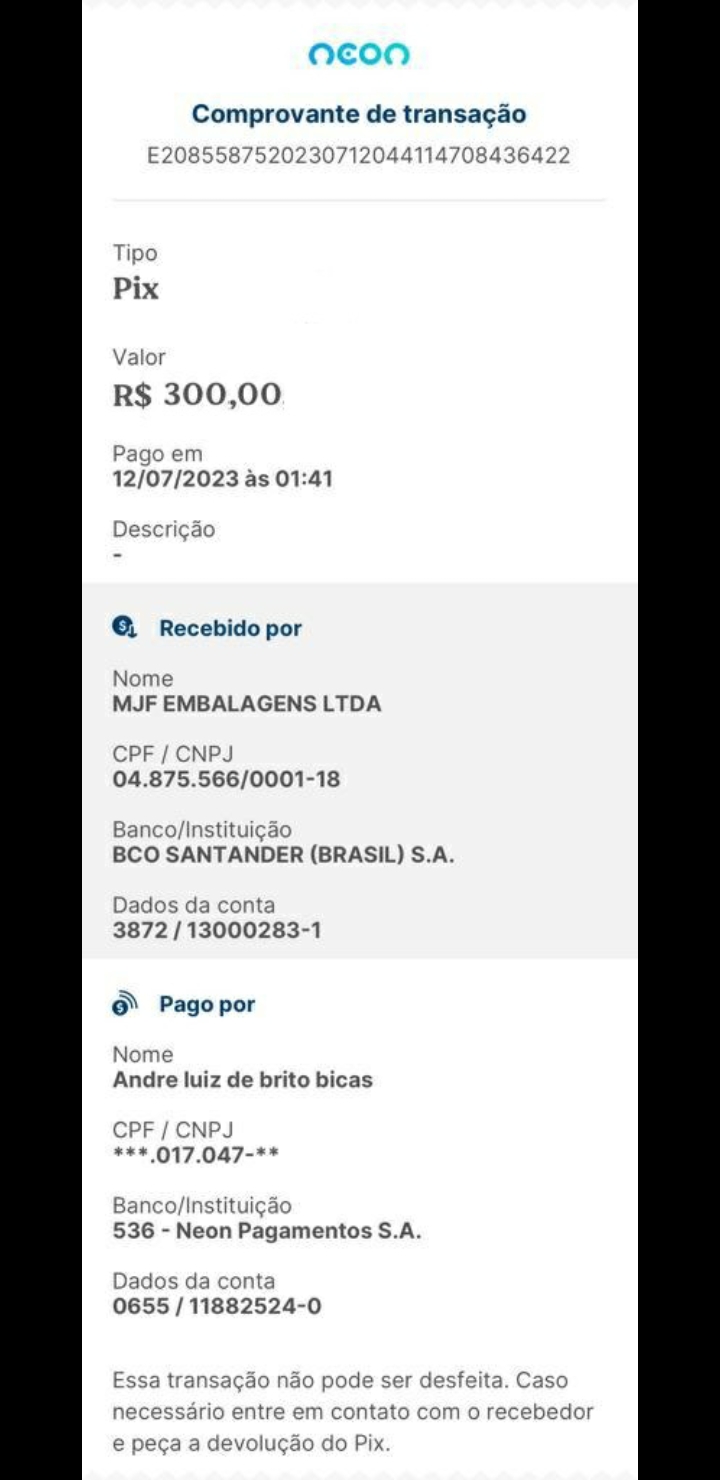 neon
Comprovante de transação
E20855875202307120441147084​36422
Tipo
Pix
Valor
R$ 300,00
Pago em
12/07/2023 às 01:41
Descrição
-
Recebido por
Nome
MJF EMBALAGENS LTDA
CPF / CNPJ
04.875.566/0001-18
Banco/Instituição
BCO SANTANDER (BRASIL) S.A.
Dados da conta
3872 / 13000283-1
Pago por
Nome
Andre luiz de brito bicas
CPF / CNPJ
***.017.047-**
Banco/Instituição
536 - Neon Pagamentos S.A.
Dados da conta
0655 / 11882524-0
Essa transação não pode ser desfeita. Caso
necessário entre em contato com o recebedor
e peça a devolução do Pix.